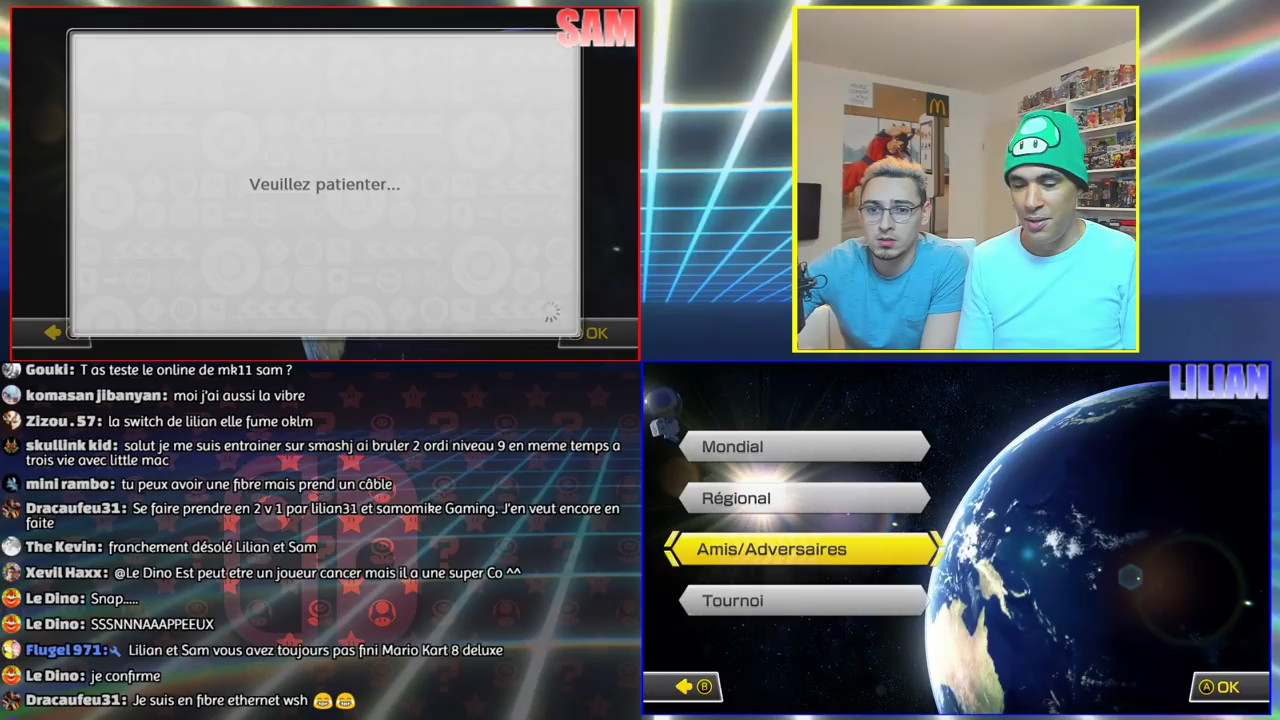 SAM
Veuillez patienter...
OK
Gouki: T as teste le online de mk11 sam ?
komasan jibanyan: moi j'ai aussi la vibre
Zizou . 57: la switch de lilian elle fume oklm
skullink kid: salut je me suis entrainer sur smashj ai bruler 2 ordi niveau 9 en meme temps a
trois vie avec little mac
mini rambo: tu peux avoir une fibre mais prend un câble
Dracaufeu31: Se faire prendre en 2 v 1 par lilian31 et samomike Gaming. J'en veut encore en
faite
The Kevin: franchement désolé Lilian et Sam
Xevil Haxx: @Le Dino Est peut etre un joueur cancer mais il a une super Co ^^
Le Dino: Snap.....
Le Dino: SSSNNNAAAPPEEUX
Flugel 971: Lilian et Sam vous avez toujours pas fini Mario Kart 8 deluxe
Le Dino: je confirme
Dracaufeu31: Je suis en fibre ethernet wsh 😂😂
LILIAN
Mondial
Régional
Amis/Adversaires
Tournoi
B
A OK